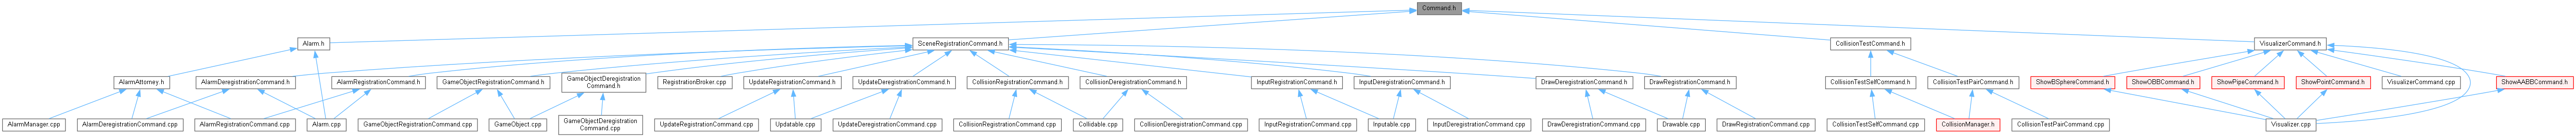 Command.h
Alarm.h
SceneRegistrationCommand.h
CollisionTestCommand.h
VisualizerCommand.h
AlarmAttorney.h
AlarmDeregistrationCommand.h
AlarmRegistrationCommand.h
GameObjectRegistrationCommand.h
GameObjectDeregistration
Command.h
RegistrationBroker.cpp
UpdateRegistrationCommand.h
UpdateDeregistrationCommand.h
CollisionRegistrationCommand.h
CollisionDeregistrationCommand.h
InputRegistrationCommand.h
InputDeregistrationCommand.h
DrawDeregistrationCommand.h
DrawRegistrationCommand.h
CollisionTestSelfCommand.h
CollisionTestPairCommand.h
ShowBSphereCommand.h
ShowOBBCommand.h
ShowPipeCommand.h
ShowPointCommand.h
VisualizerCommand.cpp
ShowAABBCommand.h
AlarmManager.cpp
AlarmDeregistrationCommand.cpp
AlarmRegistrationCommand.cpp
Alarm.cpp
GameObjectRegistrationCommand.cpp
GameObject.cpp
GameObjectDeregistration
Command.cpp
UpdateRegistrationCommand.cpp
Updatable.cpp
UpdateDeregistrationCommand.cpp
CollisionRegistrationCommand.cpp
Collidable.cpp
CollisionDeregistrationCommand.cpp
InputRegistrationCommand.cpp
Inputable.cpp
InputDeregistrationCommand.cpp
DrawDeregistrationCommand.cpp
Drawable.cpp
DrawRegistrationCommand.cpp
CollisionTestSelfCommand.cpp
CollisionManager.h
CollisionTestPairCommand.cpp
Visualizer.cpp